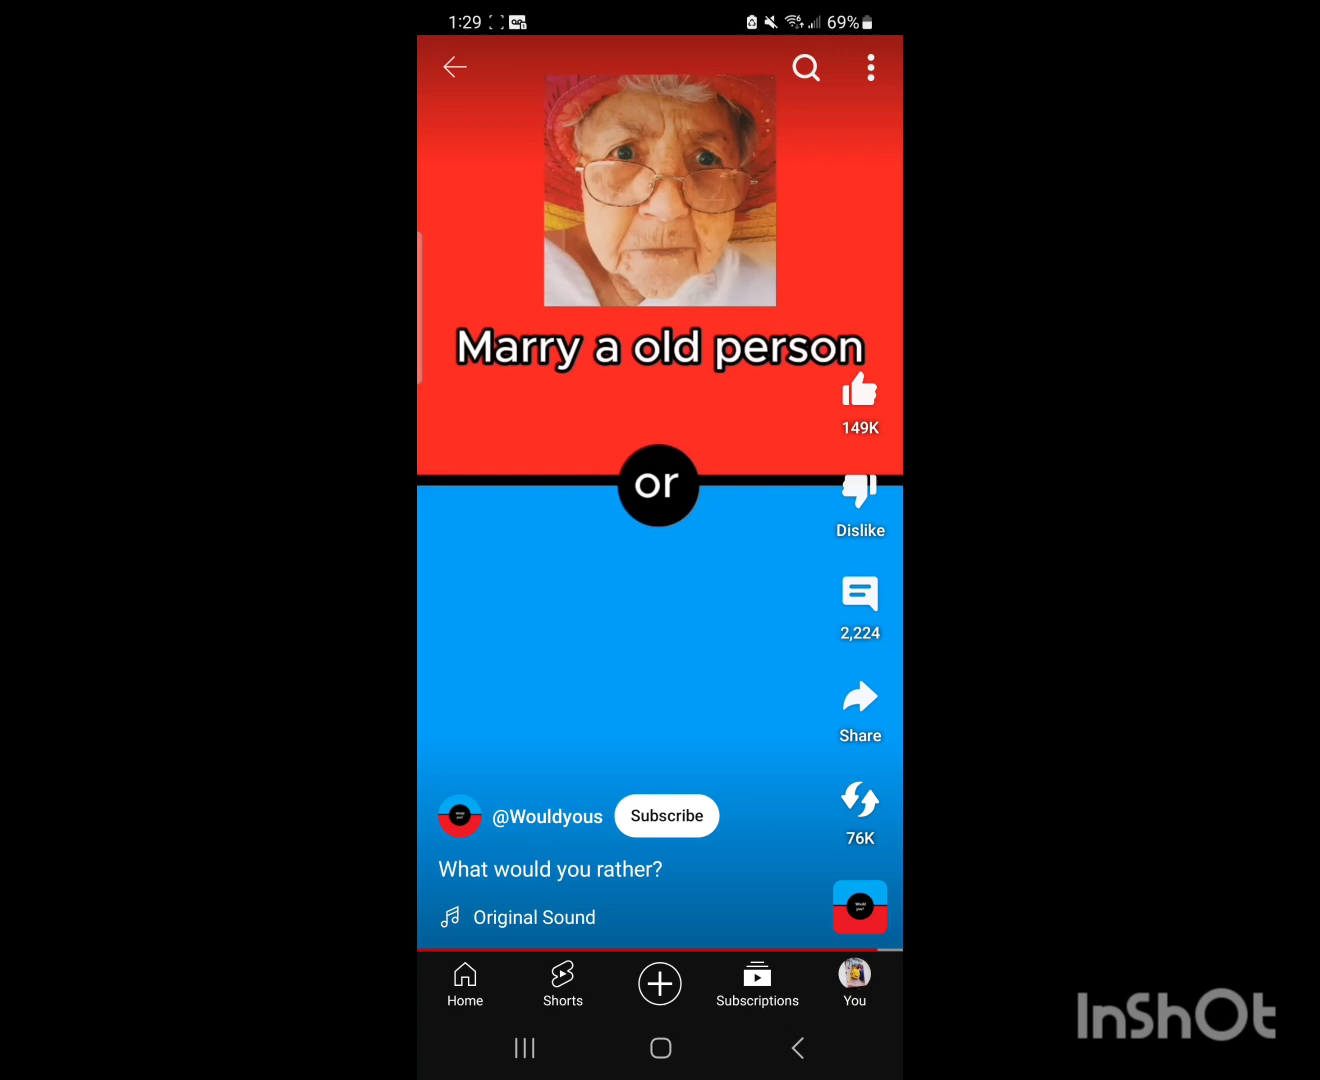 1:29
69%
Marry a old person
149K
or
Dislike
2,224
Share
76K
@Wouldyous
Subscribe
What would you rather?
Original Sound
Home
Shorts
Subscriptions
You
InShOt